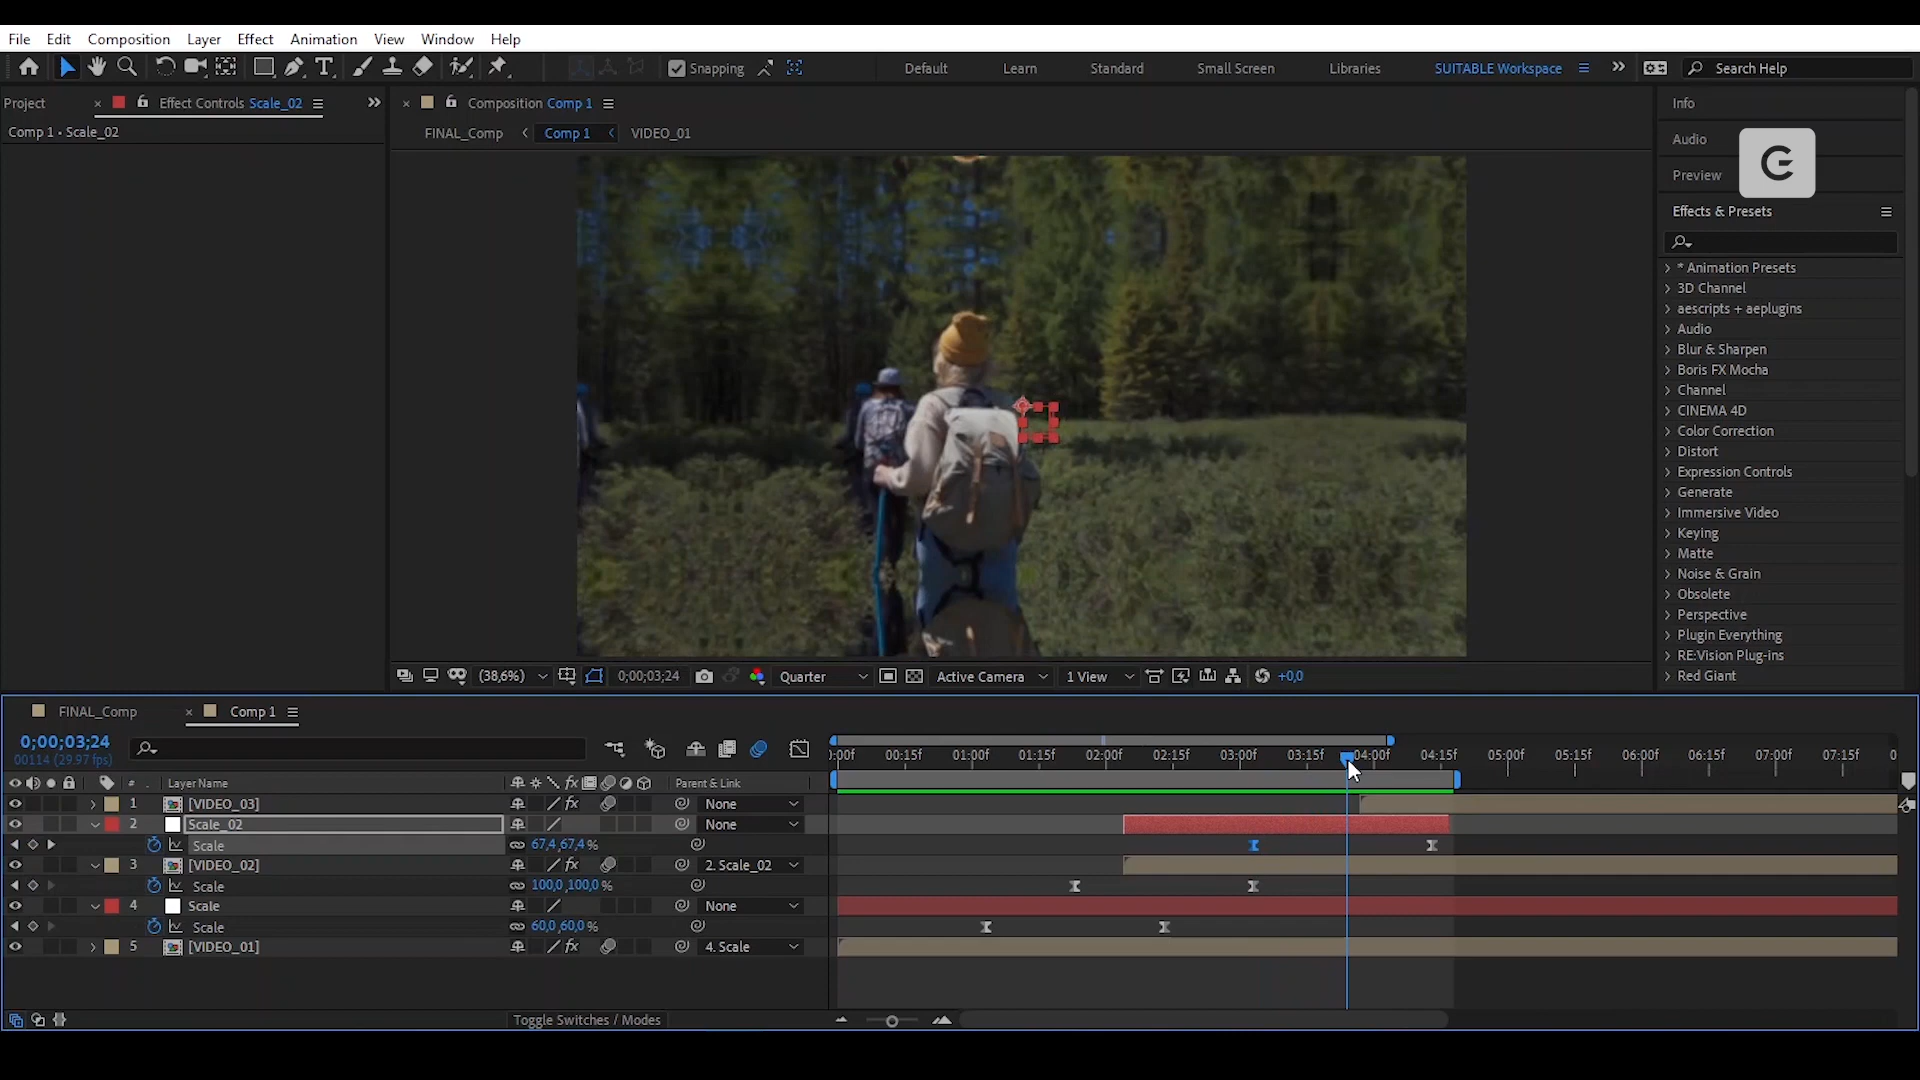 File Edit Composition Layer Effect Animation View Window Help
Snapping Default Learn Standard Small Screen Libraries SUITABLE Workspace Search Help
Project Effect Controls Scale_02 Composition Comp 1 Info
Comp 1 • Scale_02
FINAL_Comp Comp 1 VIDEO_01
Audio
Preview
Effects & Presets
* Animation Presets
3D Channel
aescripts + aeplugins
Audio
Blur & Sharpen
Boris FX Mocha
Channel
CINEMA 4D
Color Correction
Distort
Expression Controls
Generate
Immersive Video
Keying
Matte
Noise & Grain
Obsolete
Perspective
Plugin Everything
RE:Vision Plug-ins
Red Giant
(38,6%) 0;00;03;24 Quarter Active Camera 1 View +0,0
FINAL_Comp Comp 1
0;00;03;24
00114 (29.97 fps)
):00f 00:15f 01:00f 01:15f 02:00f 02:15f 03:00f 03:15f 04:00f 04:15f 05:00f 05:15f 06:00f 06:15f 07:00f 07:15f 0
# Layer Name fx Parent & Link
1 [VIDEO_03] fx None
2 Scale_02 None
Scale 67,4,67,4 %
3 [VIDEO_02] fx 2. Scale_02
Scale 100,0,100,0 %
4 Scale None
Scale 60,0,60,0 %
5 [VIDEO_01] fx 4. Scale
Toggle Switches / Modes